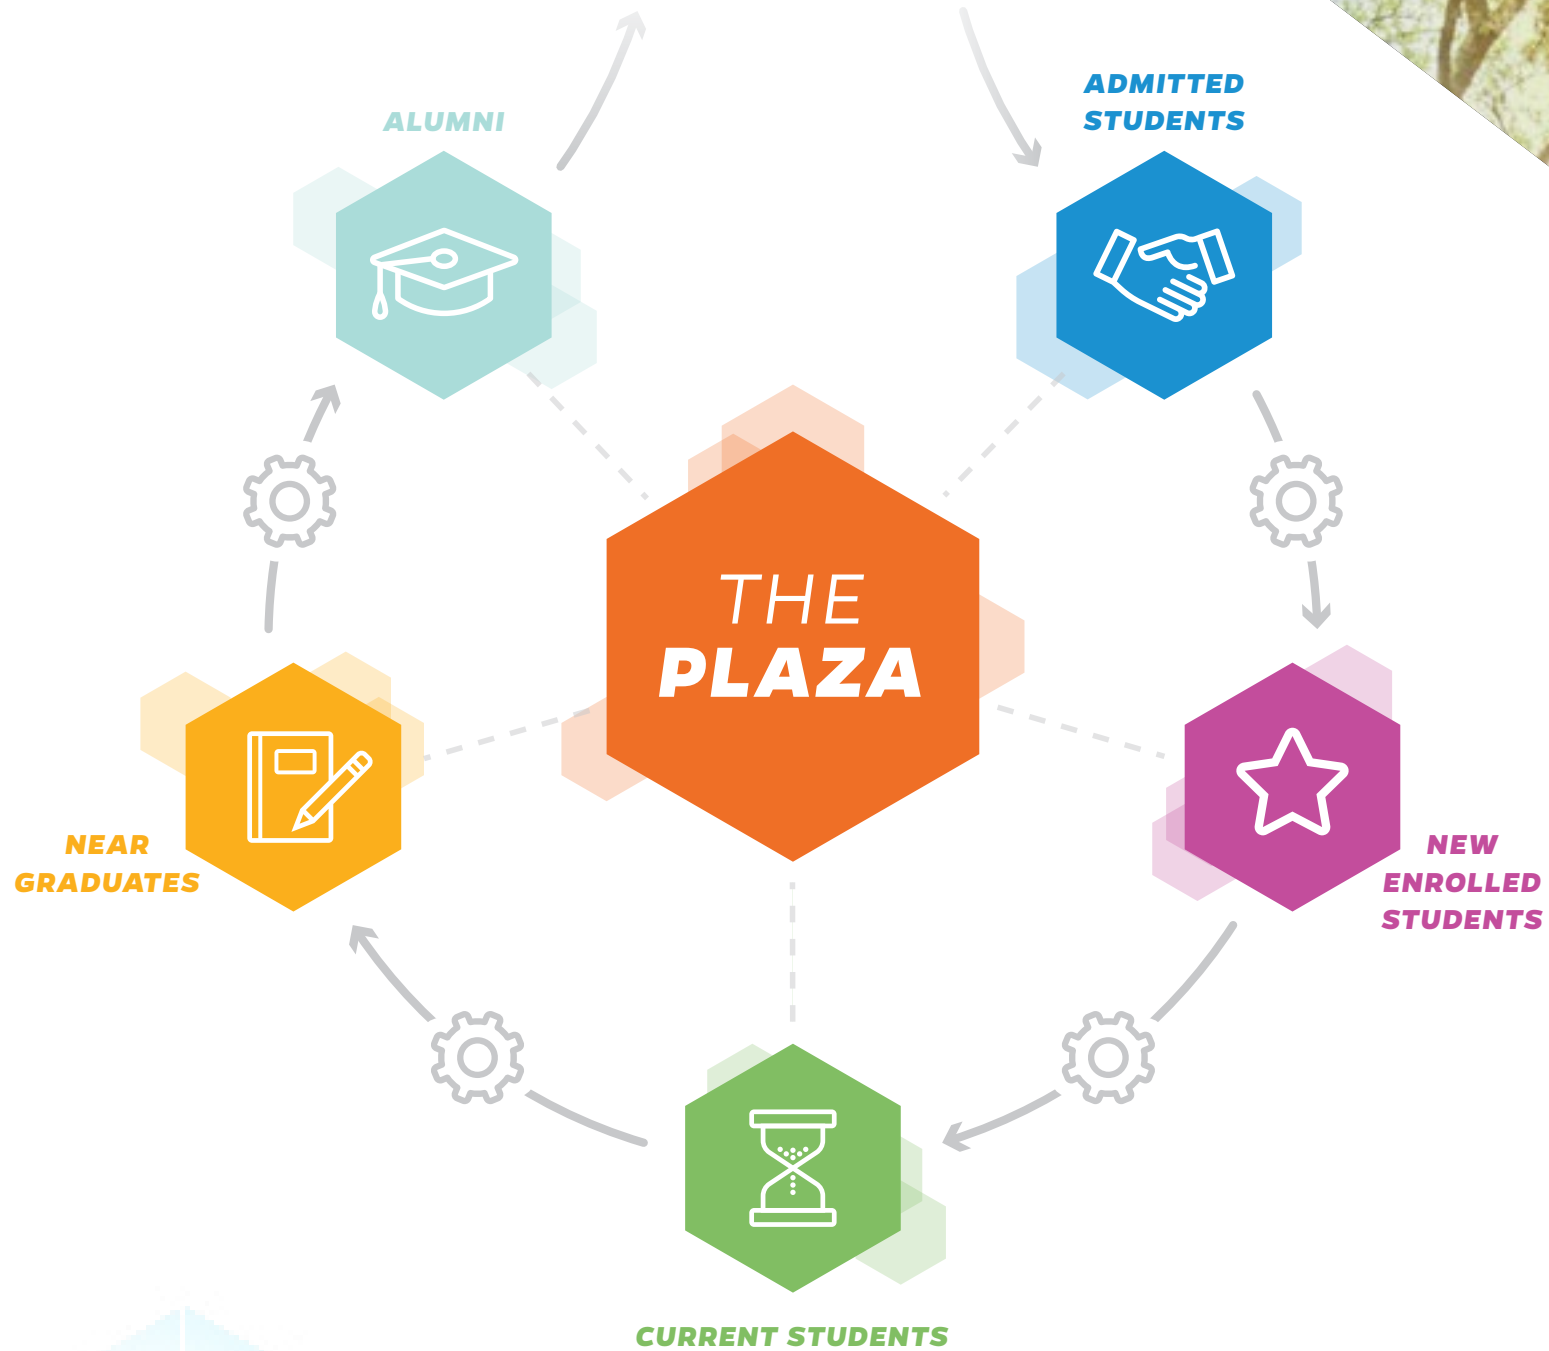 ADMITTED
STUDENTS
ALUMNI
THE
PLAZA
NEAR
GRADUATES
NEW
ENROLLED
STUDENTS
CURRENT STUDENTS